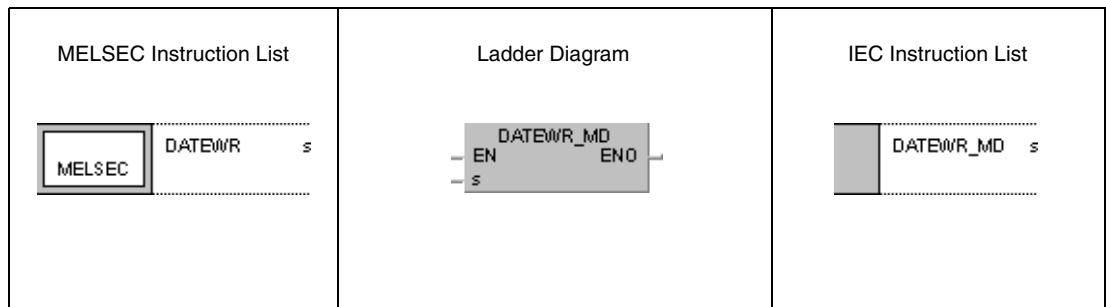 MELSEC Instruction List
MELSEC
DATEWR s
Ladder Diagram
DATEWR_MD
EN ENO
s
IEC Instruction List
DATEWR_MD s